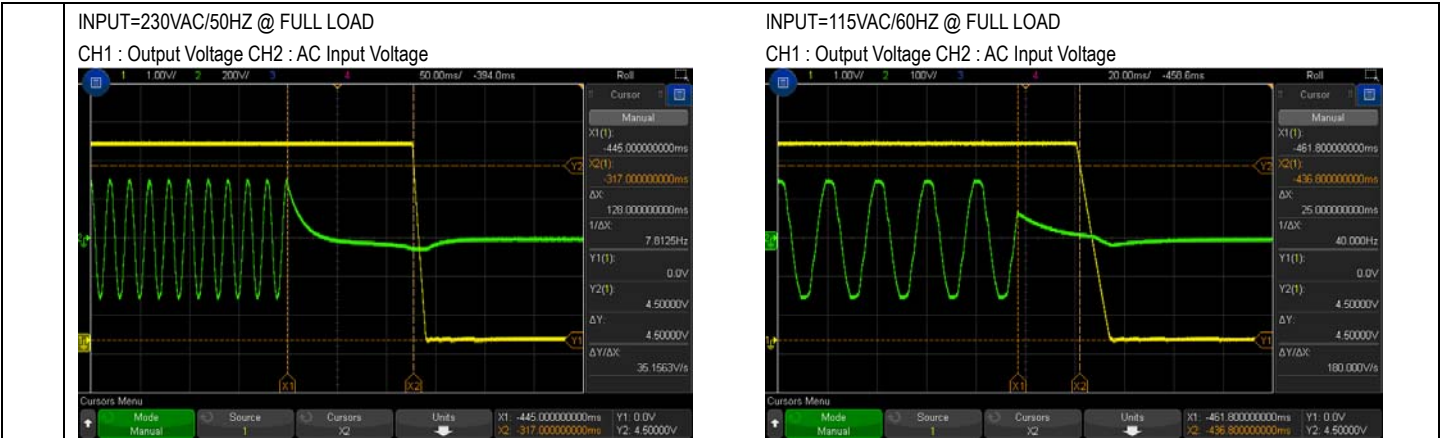 INPUT=230VAC/50HZ @ FULL LOAD
CH1 : Output Voltage CH2 : AC Input Voltage
1 1.00V/ 2 200V/ 3 4 50.00ms/ -394.0ms Roll
Cursor
Manual
X1(1):
-445.000000000ms
X2(1):
-317.000000000ms
ΔX:
128.000000000ms
1/ΔX:
7.8125Hz
Y1(1):
0.0V
Y2(1):
4.50000V
ΔY:
4.50000V
ΔY/ΔX:
35.1563V/s
Y2
Y1
X1 X2
Cursors Menu
Mode Source Cursors Units X1: -445.000000000ms Y1: 0.0V
Manual 1 X2 X2: -317.000000000ms Y2: 4.50000V
INPUT=115VAC/60HZ @ FULL LOAD
CH1 : Output Voltage CH2 : AC Input Voltage
1 1.00V/ 2 100V/ 3 4 20.00ms/ -458.6ms Roll
Cursor
Manual
X1(1):
-461.800000000ms
X2(1):
-436.800000000ms
ΔX:
25.000000000ms
1/ΔX:
40.000Hz
Y1(1):
0.0V
Y2(1):
4.50000V
ΔY:
4.50000V
ΔY/ΔX:
180.000V/s
Y2
Y1
X1 X2
Cursors Menu
Mode Source Cursors Units X1: -461.800000000ms Y1: 0.0V
Manual 1 X2 X2: -436.800000000ms Y2: 4.50000V